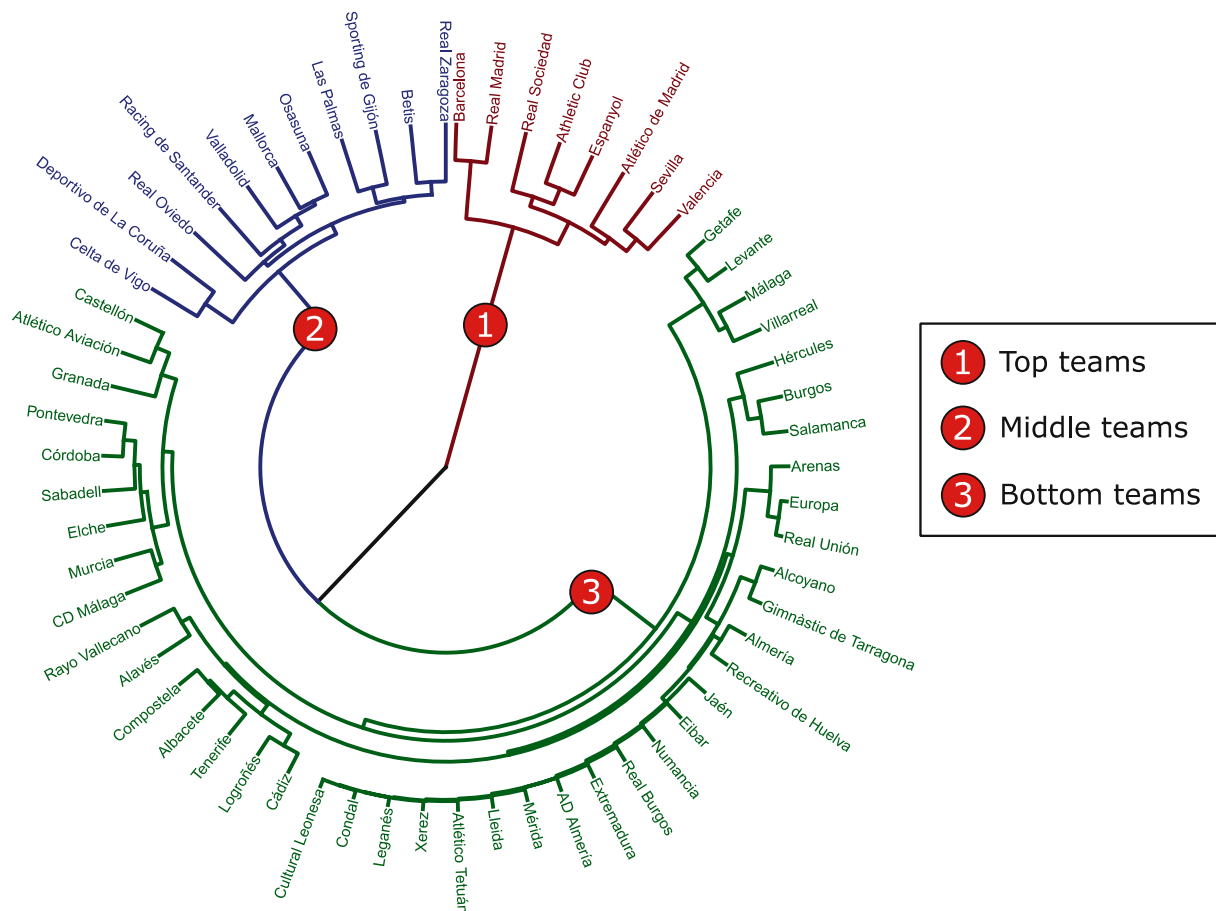 Real Zaragoza
Barcelona
Real Madrid
Real Sociedad
Athletic Club
Espanyol
Atlético de Madrid
Sevilla
Valencia
Getafe
Levante
Málaga
Villarreal
Hércules
Burgos
Salamanca
Arenas
Europa
Real Unión
Alcoyano
Gimnàstic de Tarragona
Almería
Recreativo de Huelva
Jaén
Eibar
Numancia
Real Burgos
Extremadura
AD Almería
Mérida
Lleida
Atlético Tetuán
Xerez
Leganés
Condal
Cultural Leonesa
Cádiz
Logroñés
Tenerife
Albacete
Compostela
Alavés
Rayo Vallecano
CD Málaga
Murcia
Elche
Sabadell
Córdoba
Pontevedra
Granada
Atlético Aviación
Castellón
Celta de Vigo
Deportivo de La Coruña
Real Oviedo
Racing de Santander
Valladolid
Mallorca
Osasuna
Las Palmas
Sporting de Gijón
Betis
1
2
3
1 Top teams
2 Middle teams
3 Bottom teams